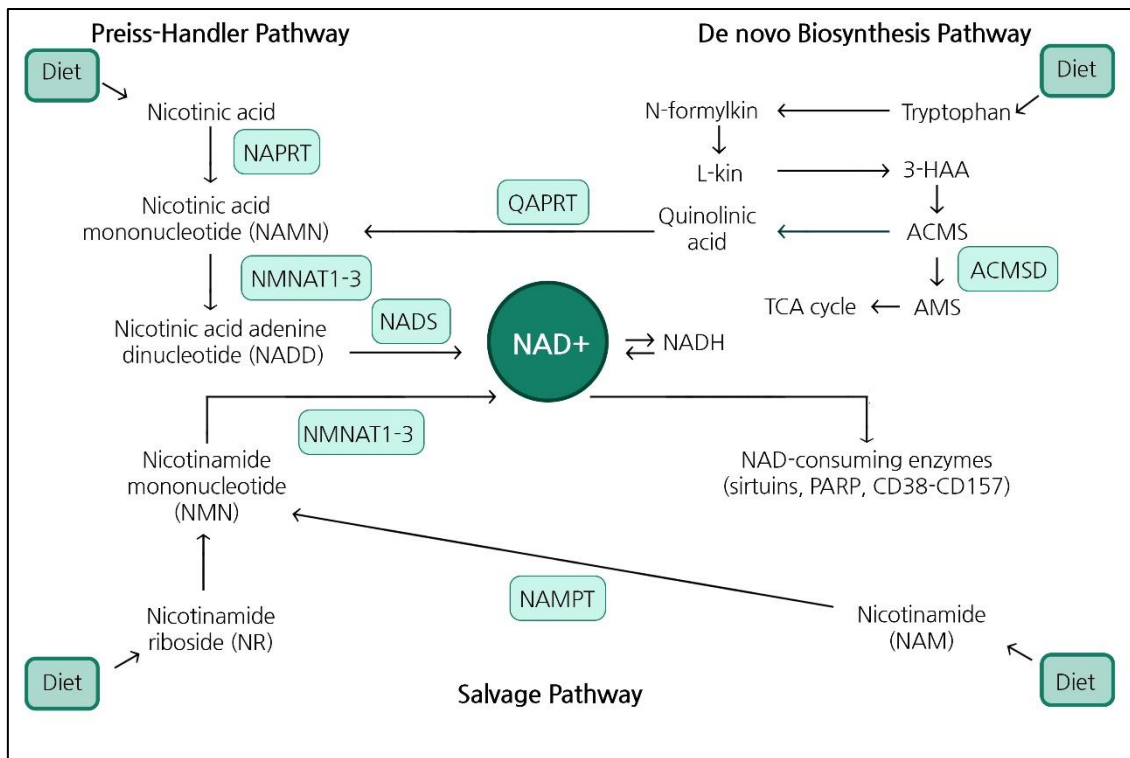 Preiss-Handler Pathway
De novo Biosynthesis Pathway
Diet
Diet
Nicotinic acid
N-formylkin
Tryptophan
NAPRT
L-kin
3-HAA
Nicotinic acid
mononucleotide (NAMN)
QAPRT
Quinolinic
acid
ACMS
NMNAT1-3
ACMSD
NADS
TCA cycle
AMS
Nicotinic acid adenine
dinucleotide (NADD)
NAD+
NADH
NMNAT1-3
Nicotinamide
mononucleotide
(NMN)
NAD-consuming enzymes
(sirtuins, PARP, CD38-CD157)
NAMPT
Nicotinamide
riboside (NR)
Nicotinamide
(NAM)
Diet
Diet
Salvage Pathway